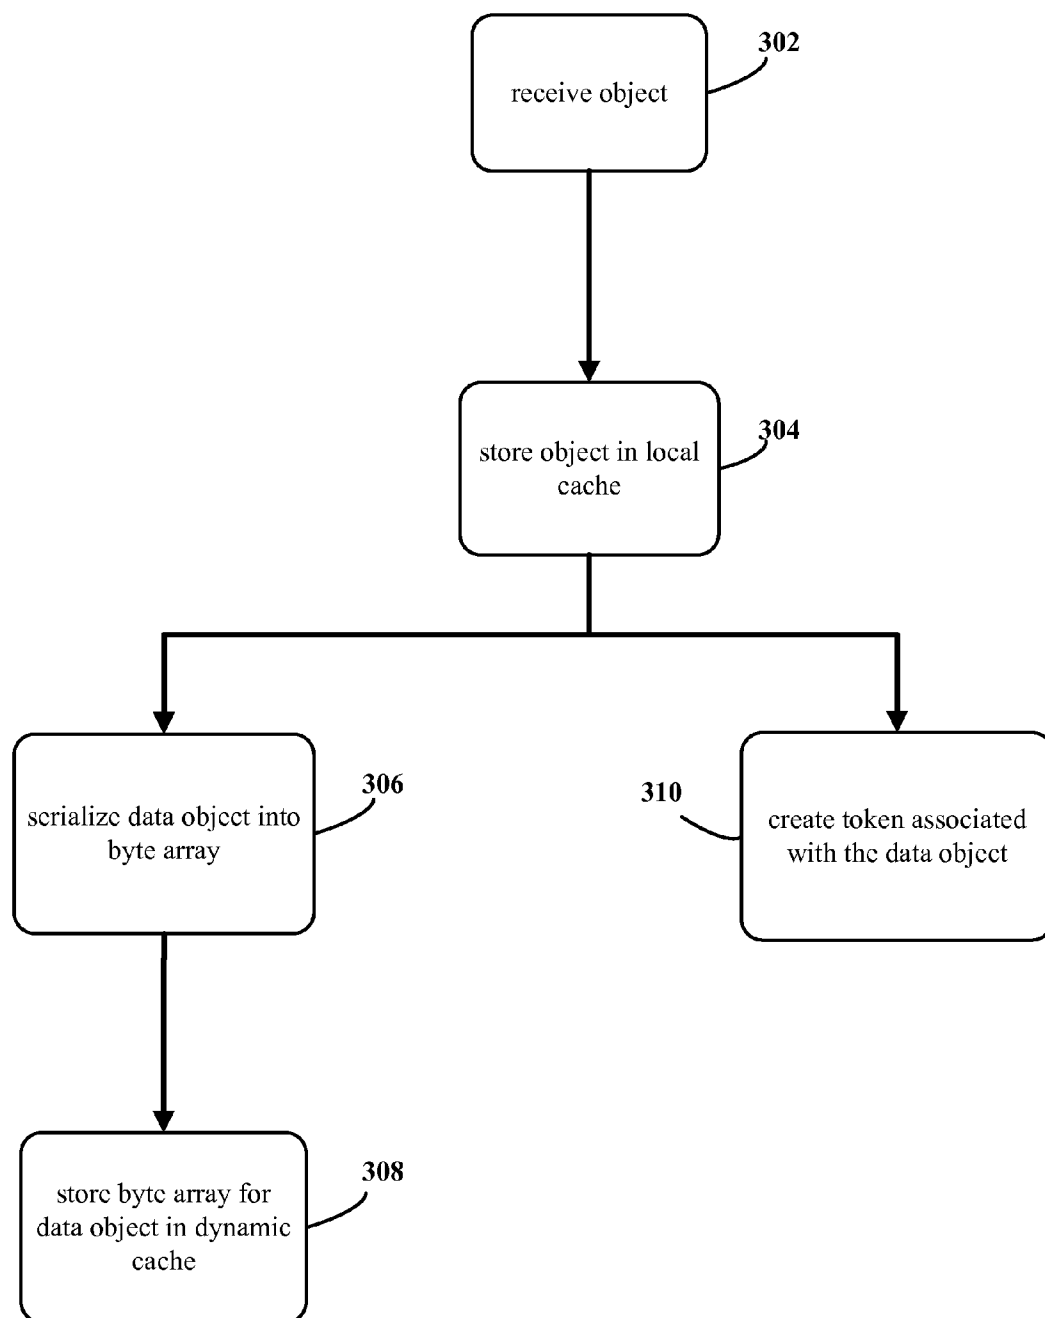 302
receive object
304
store object in local
cache
306
serialize data object into
byte array
310
create token associated
with the data object
308
store byte array for
data object in dynamic
cache